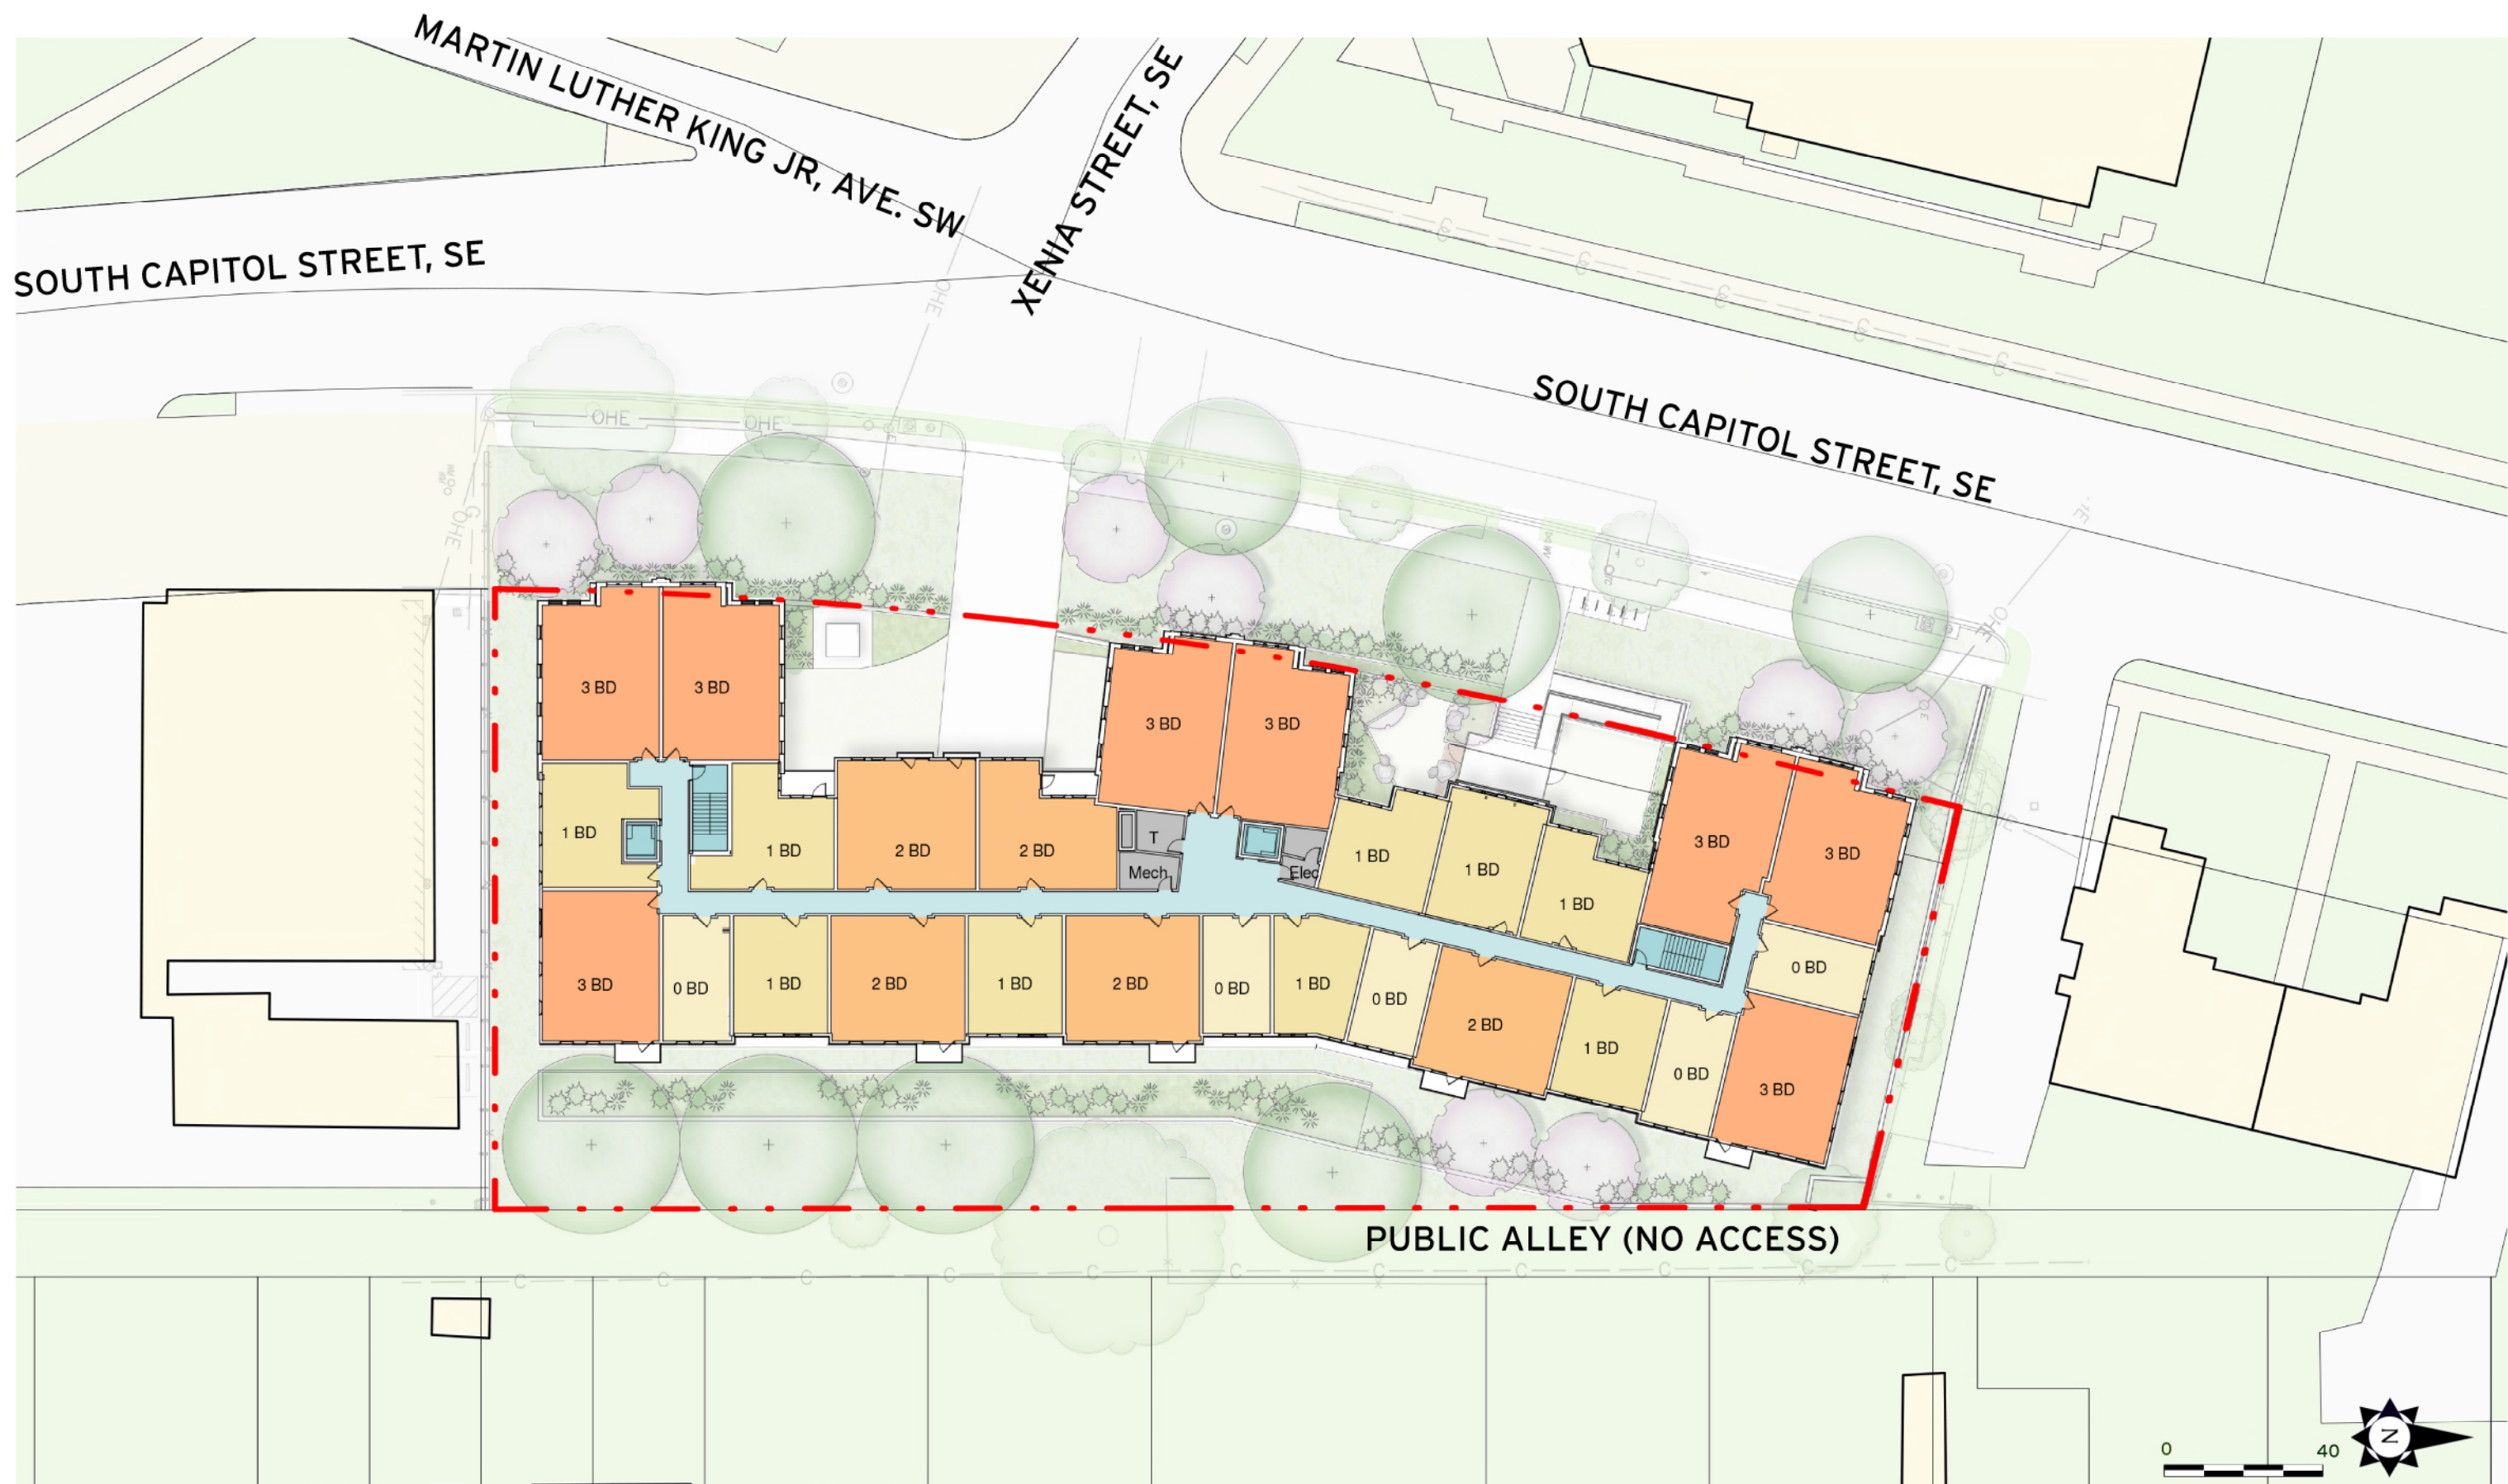 MARTIN LUTHER KING JR, AVE. SW
XENIA STREET, SE
SOUTH CAPITOL STREET, SE
SOUTH CAPITOL STREET, SE
OHE
OHE
OHE
OHE
G
OHE
3 BD
3 BD
3 BD
3 BD
3 BD
3 BD
1 BD
1 BD
2 BD
2 BD
T
Mech
Elec
1 BD
1 BD
1 BD
0 BD
3 BD
0 BD
1 BD
2 BD
1 BD
2 BD
0 BD
1 BD
0 BD
2 BD
1 BD
0 BD
3 BD
PUBLIC ALLEY (NO ACCESS)
C C C C C C C C C C C
0 40
N